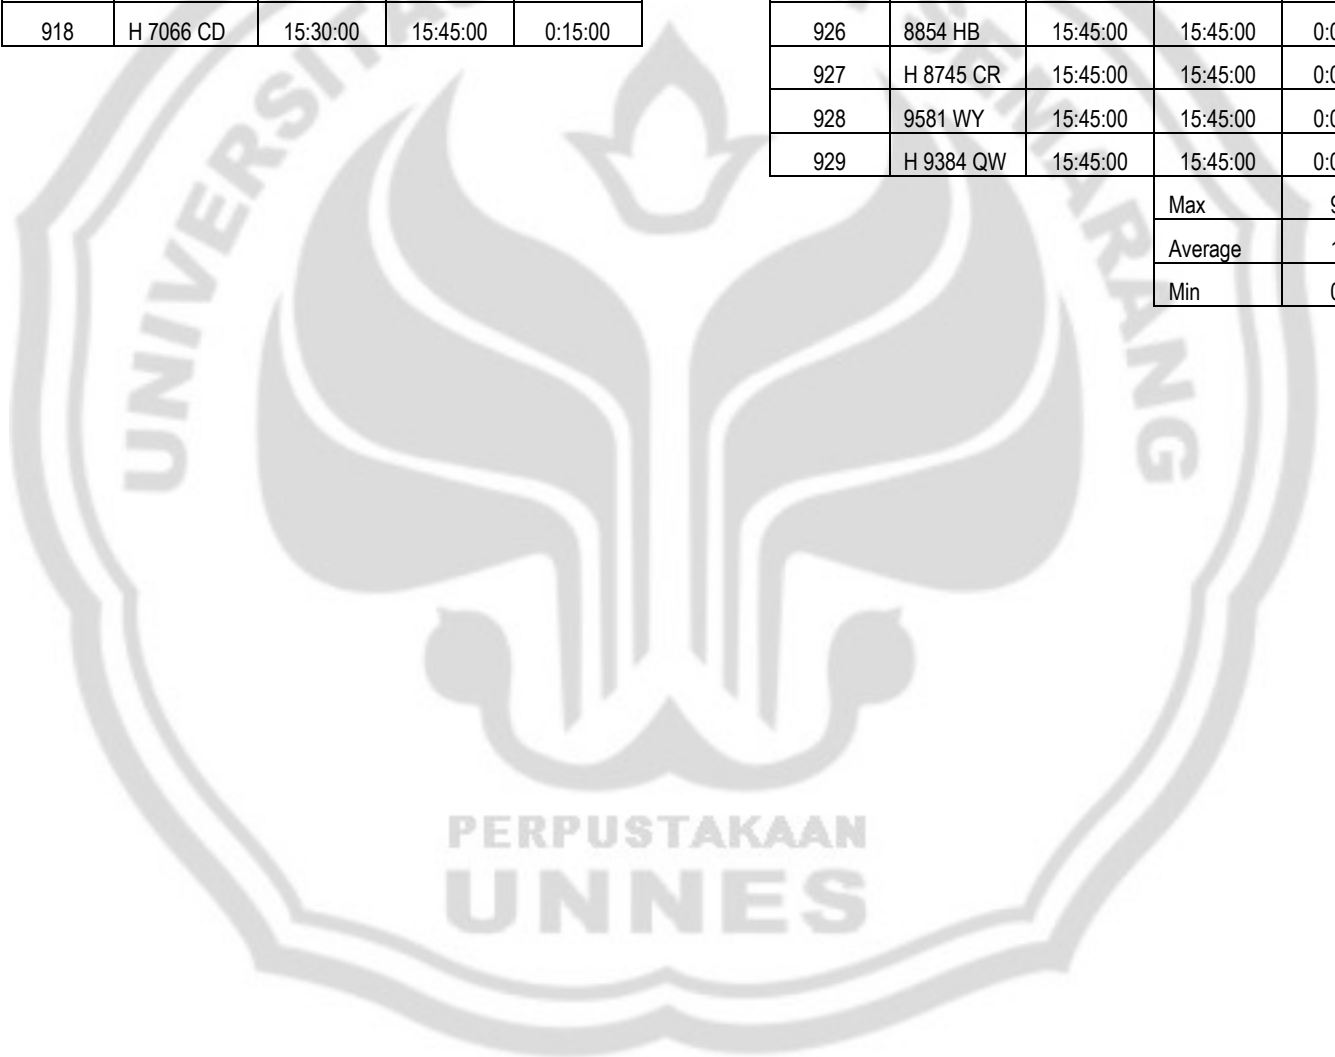 918 H 7066 CD 15:30:00 15:45:00 0:15:00
926 8854 HB 15:45:00 15:45:00
927 H 8745 CR 15:45:00 15:45:00
928 9581 WY 15:45:00 15:45:00
929 H 9384 QW 15:45:00 15:45:00
Max
Average
Min
SEMARANG
PERPUSTAKAAN
UNNES